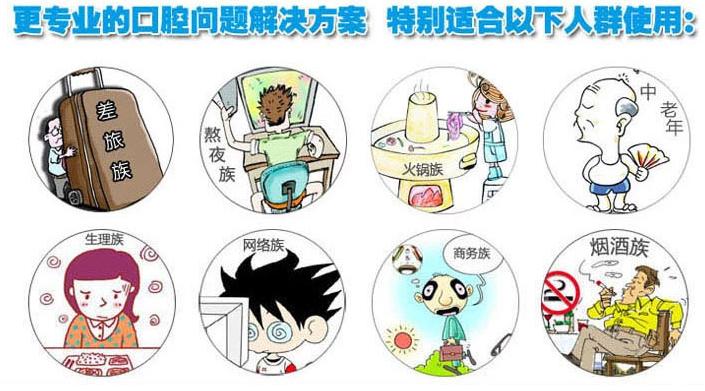 更专业的口腔问题解决方案 特别适合以下人群使用:
差旅族
熬夜族
火锅族
中老年
生理族
网络族
商务族
烟酒族